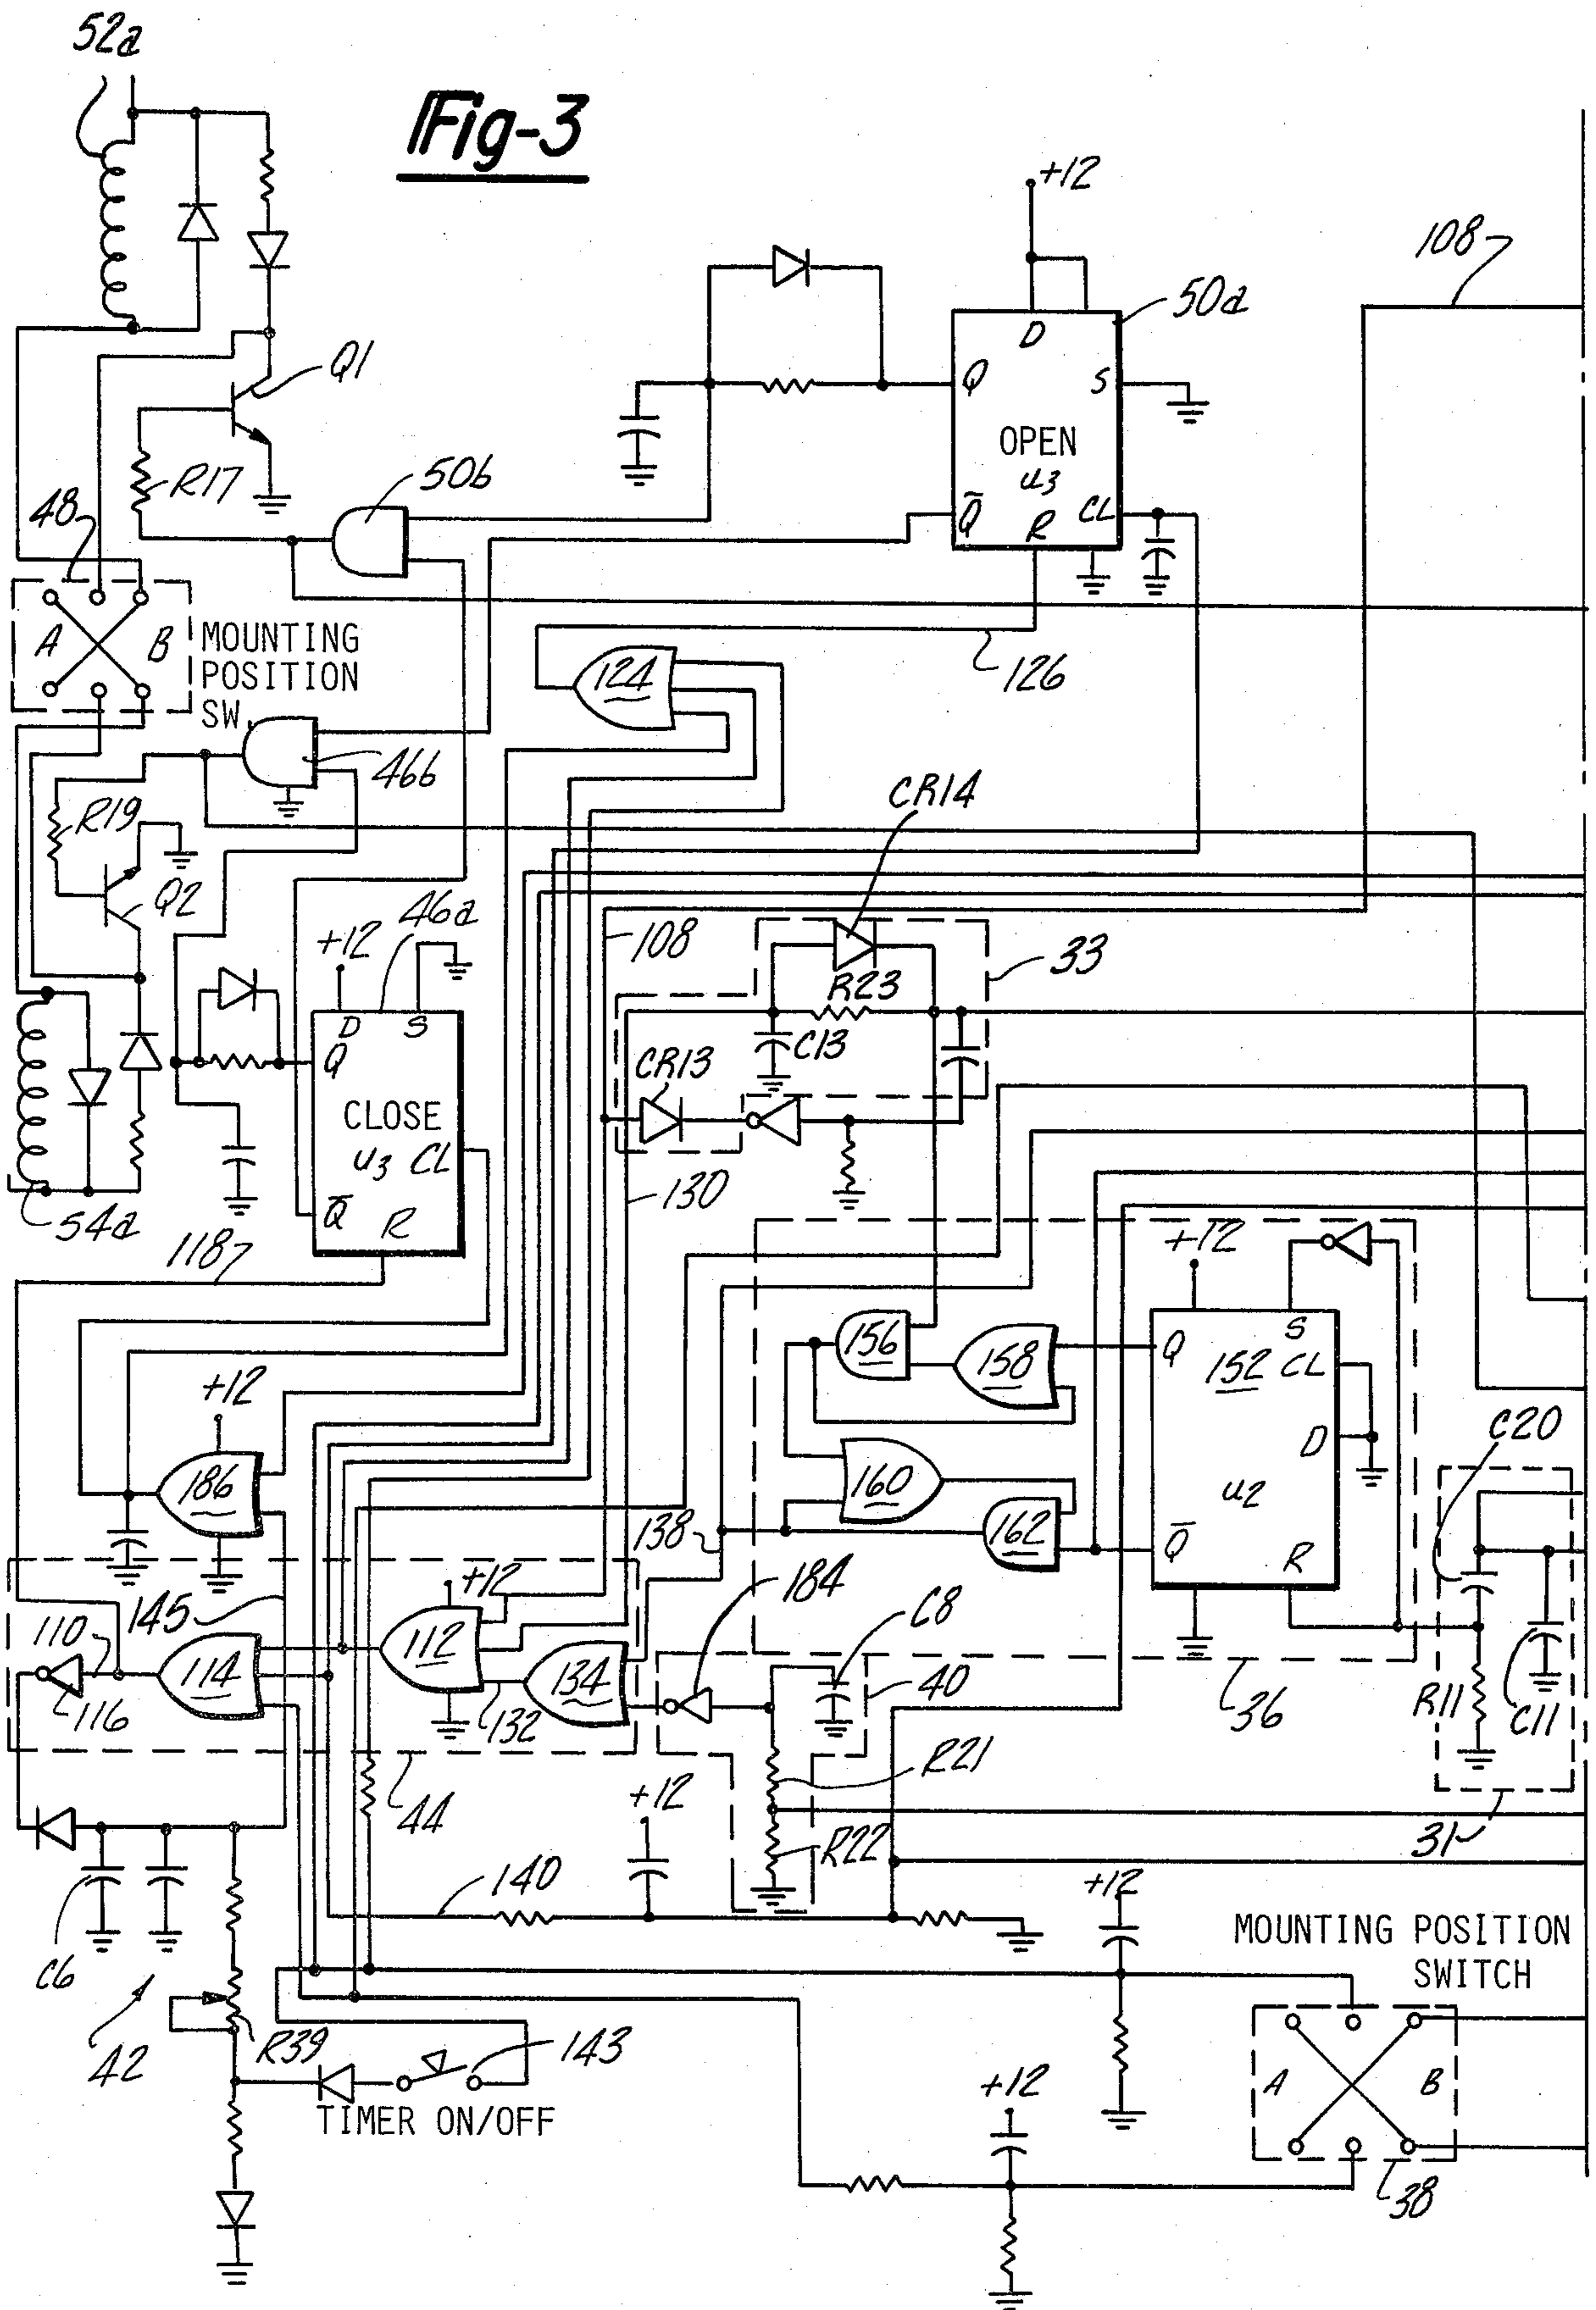 52a
Fig-3
+12
108
50a
D
Q1
Q
S
OPEN
u3
R17
50b
CL
48
Q̄
R
A
B
MOUNTING
POSITION
SW
124
126
46b
CR14
R19
Q2
46a
+12
108
33
D
S
R23
Q
C13
CR13
CLOSE
u3
CL
130
54a
Q̄
R
118
+12
S
156
158
Q
152
CL
+12
D
C20
186
160
u2
138
162
Q̄
R
184
+12
145
C8
110
112
114
134
40
116
132
36
R11
C11
R21
+12
44
R22
31
140
+12
MOUNTING POSITION
SWITCH
C6
R39
143
42
+12
A
B
TIMER ON/OFF
38